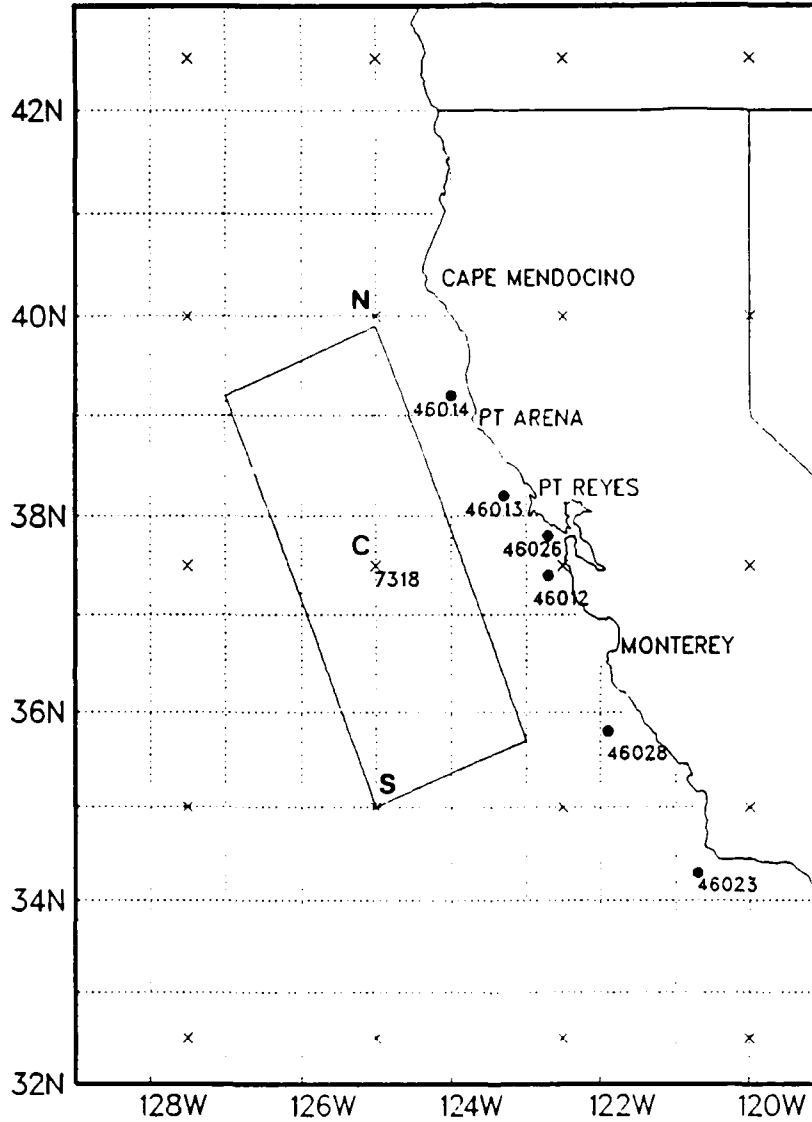 42N
CAPE MENDOCINO
N
40N
46014
PT ARENA
PT REYES
46013
38N
C
46026
7318
46012
MONTEREY
36N
46028
S
46023
34N
32N
128W 126W 124W 122W 120W